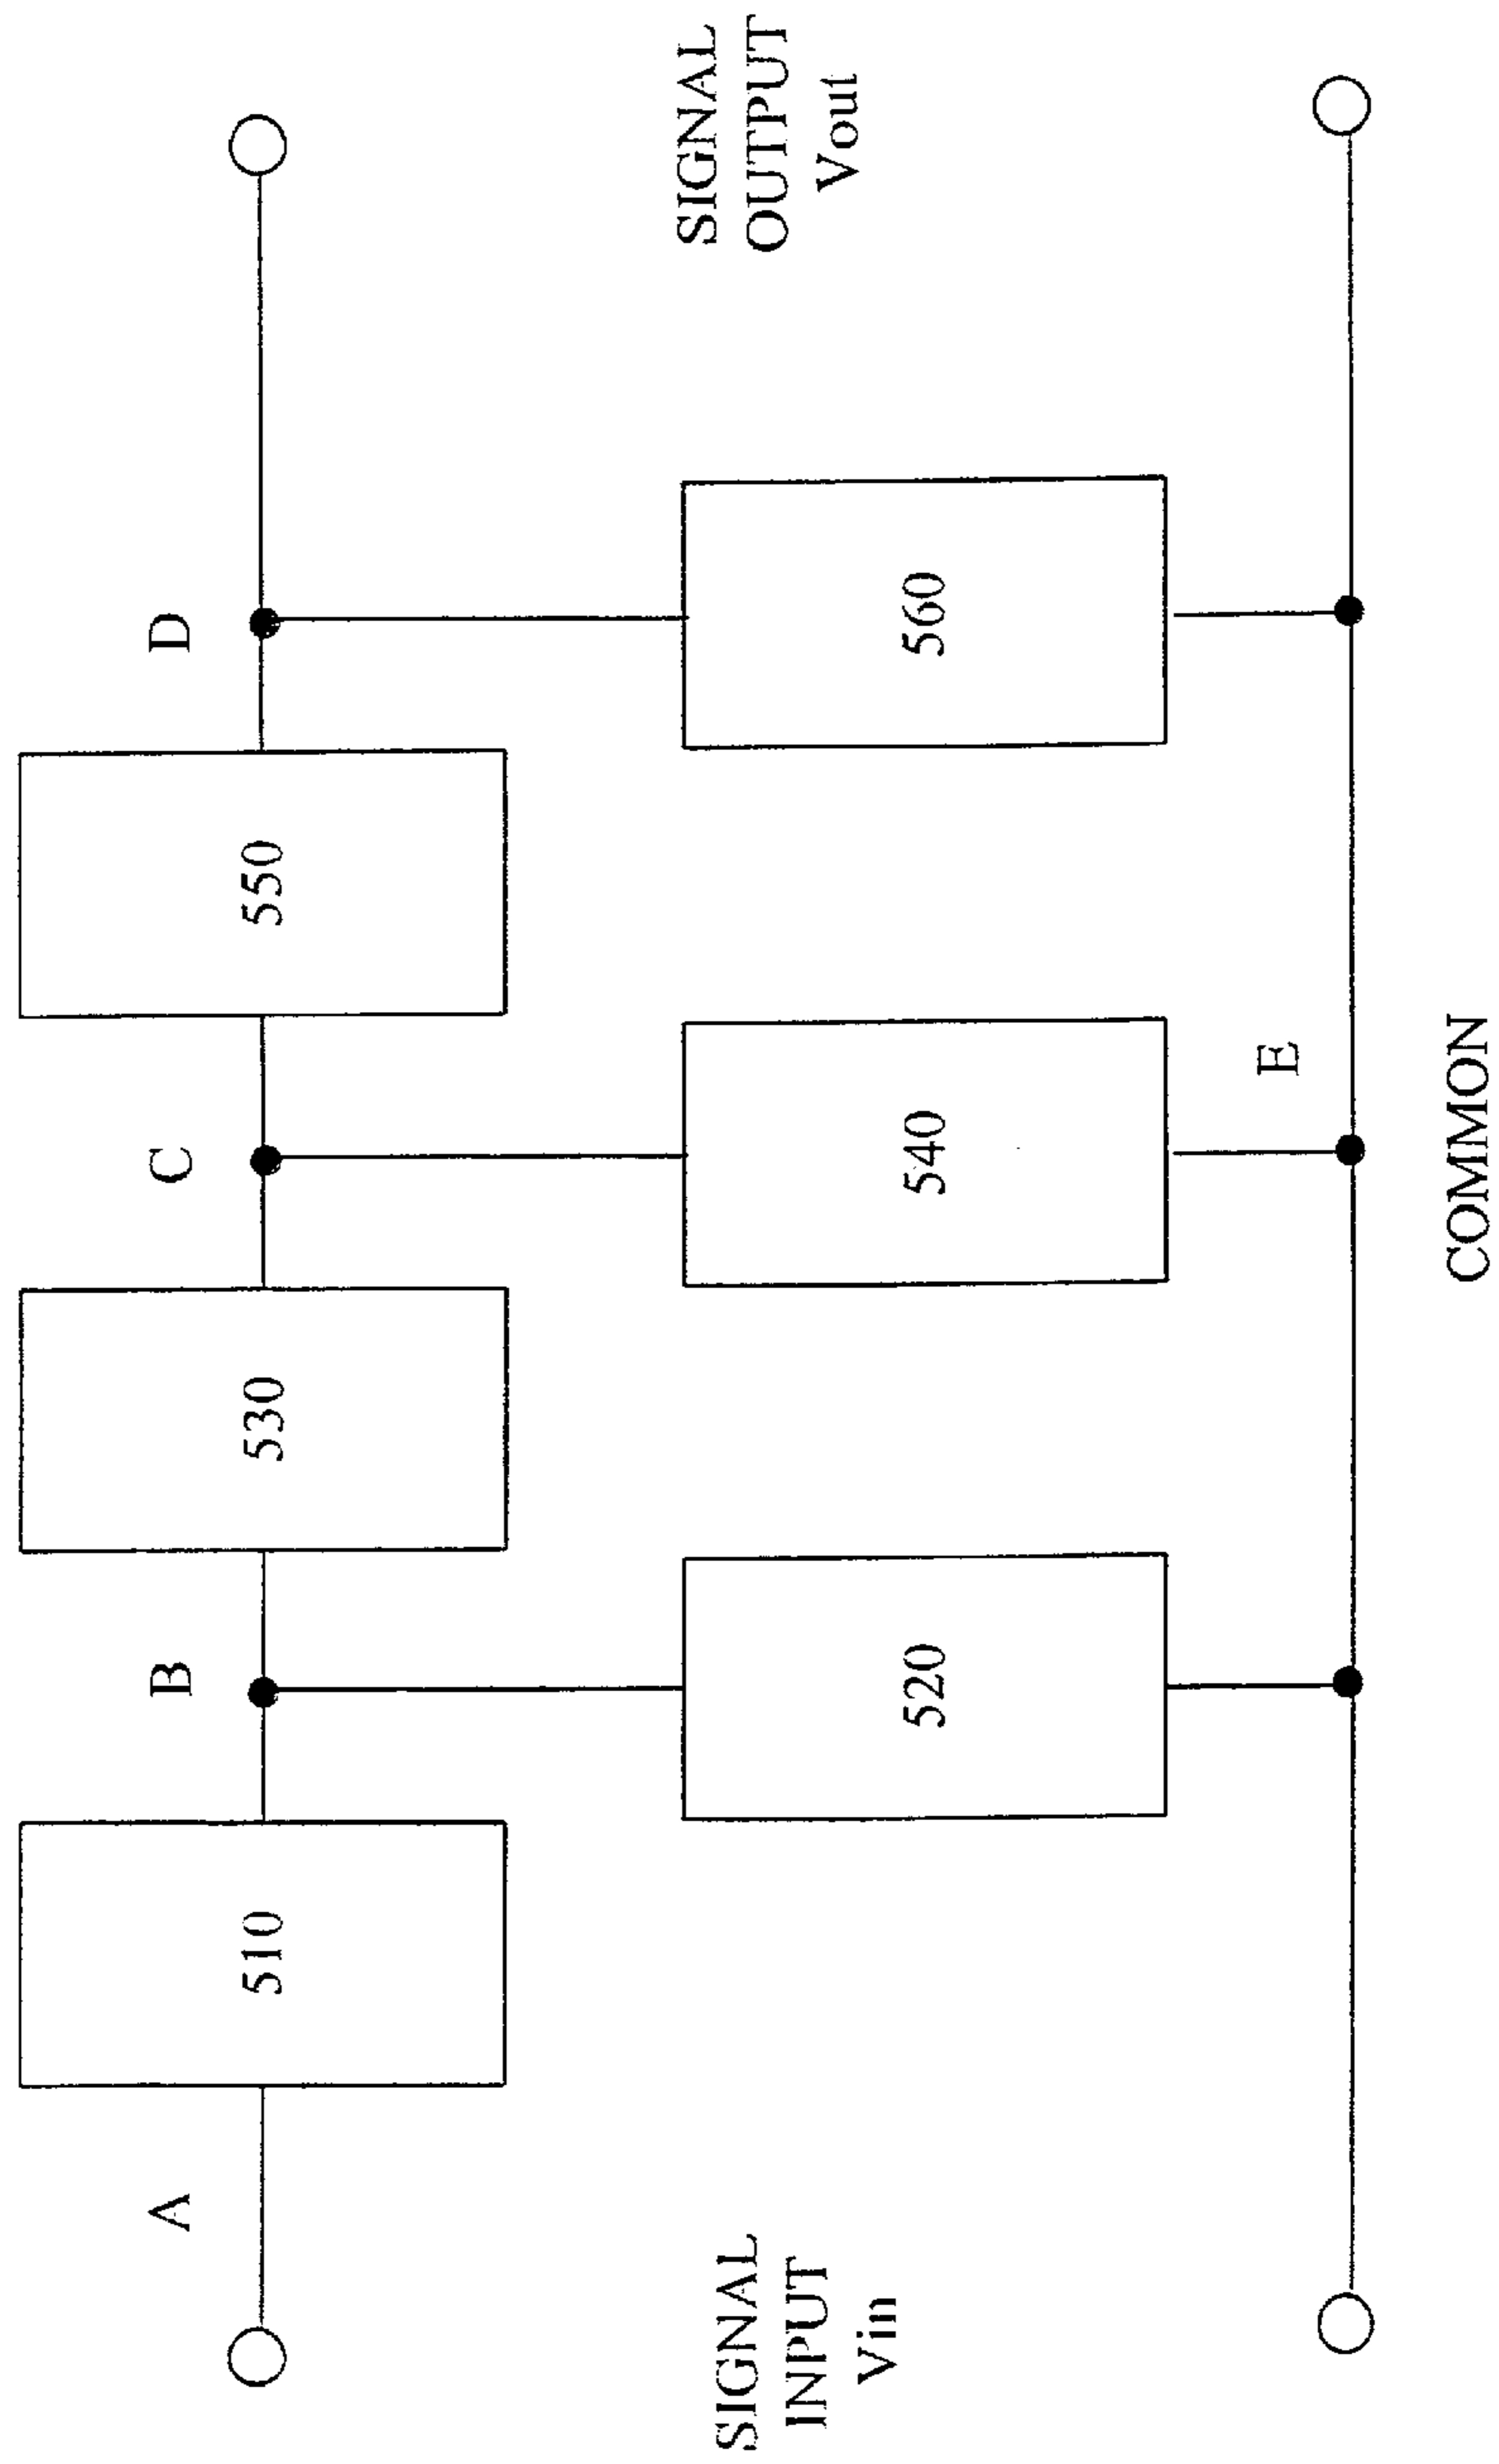 A
510
B
530
C
550
D
SIGNAL
INPUT
Vin
520
540
560
SIGNAL
OUTPUT
Vout
E
COMMON